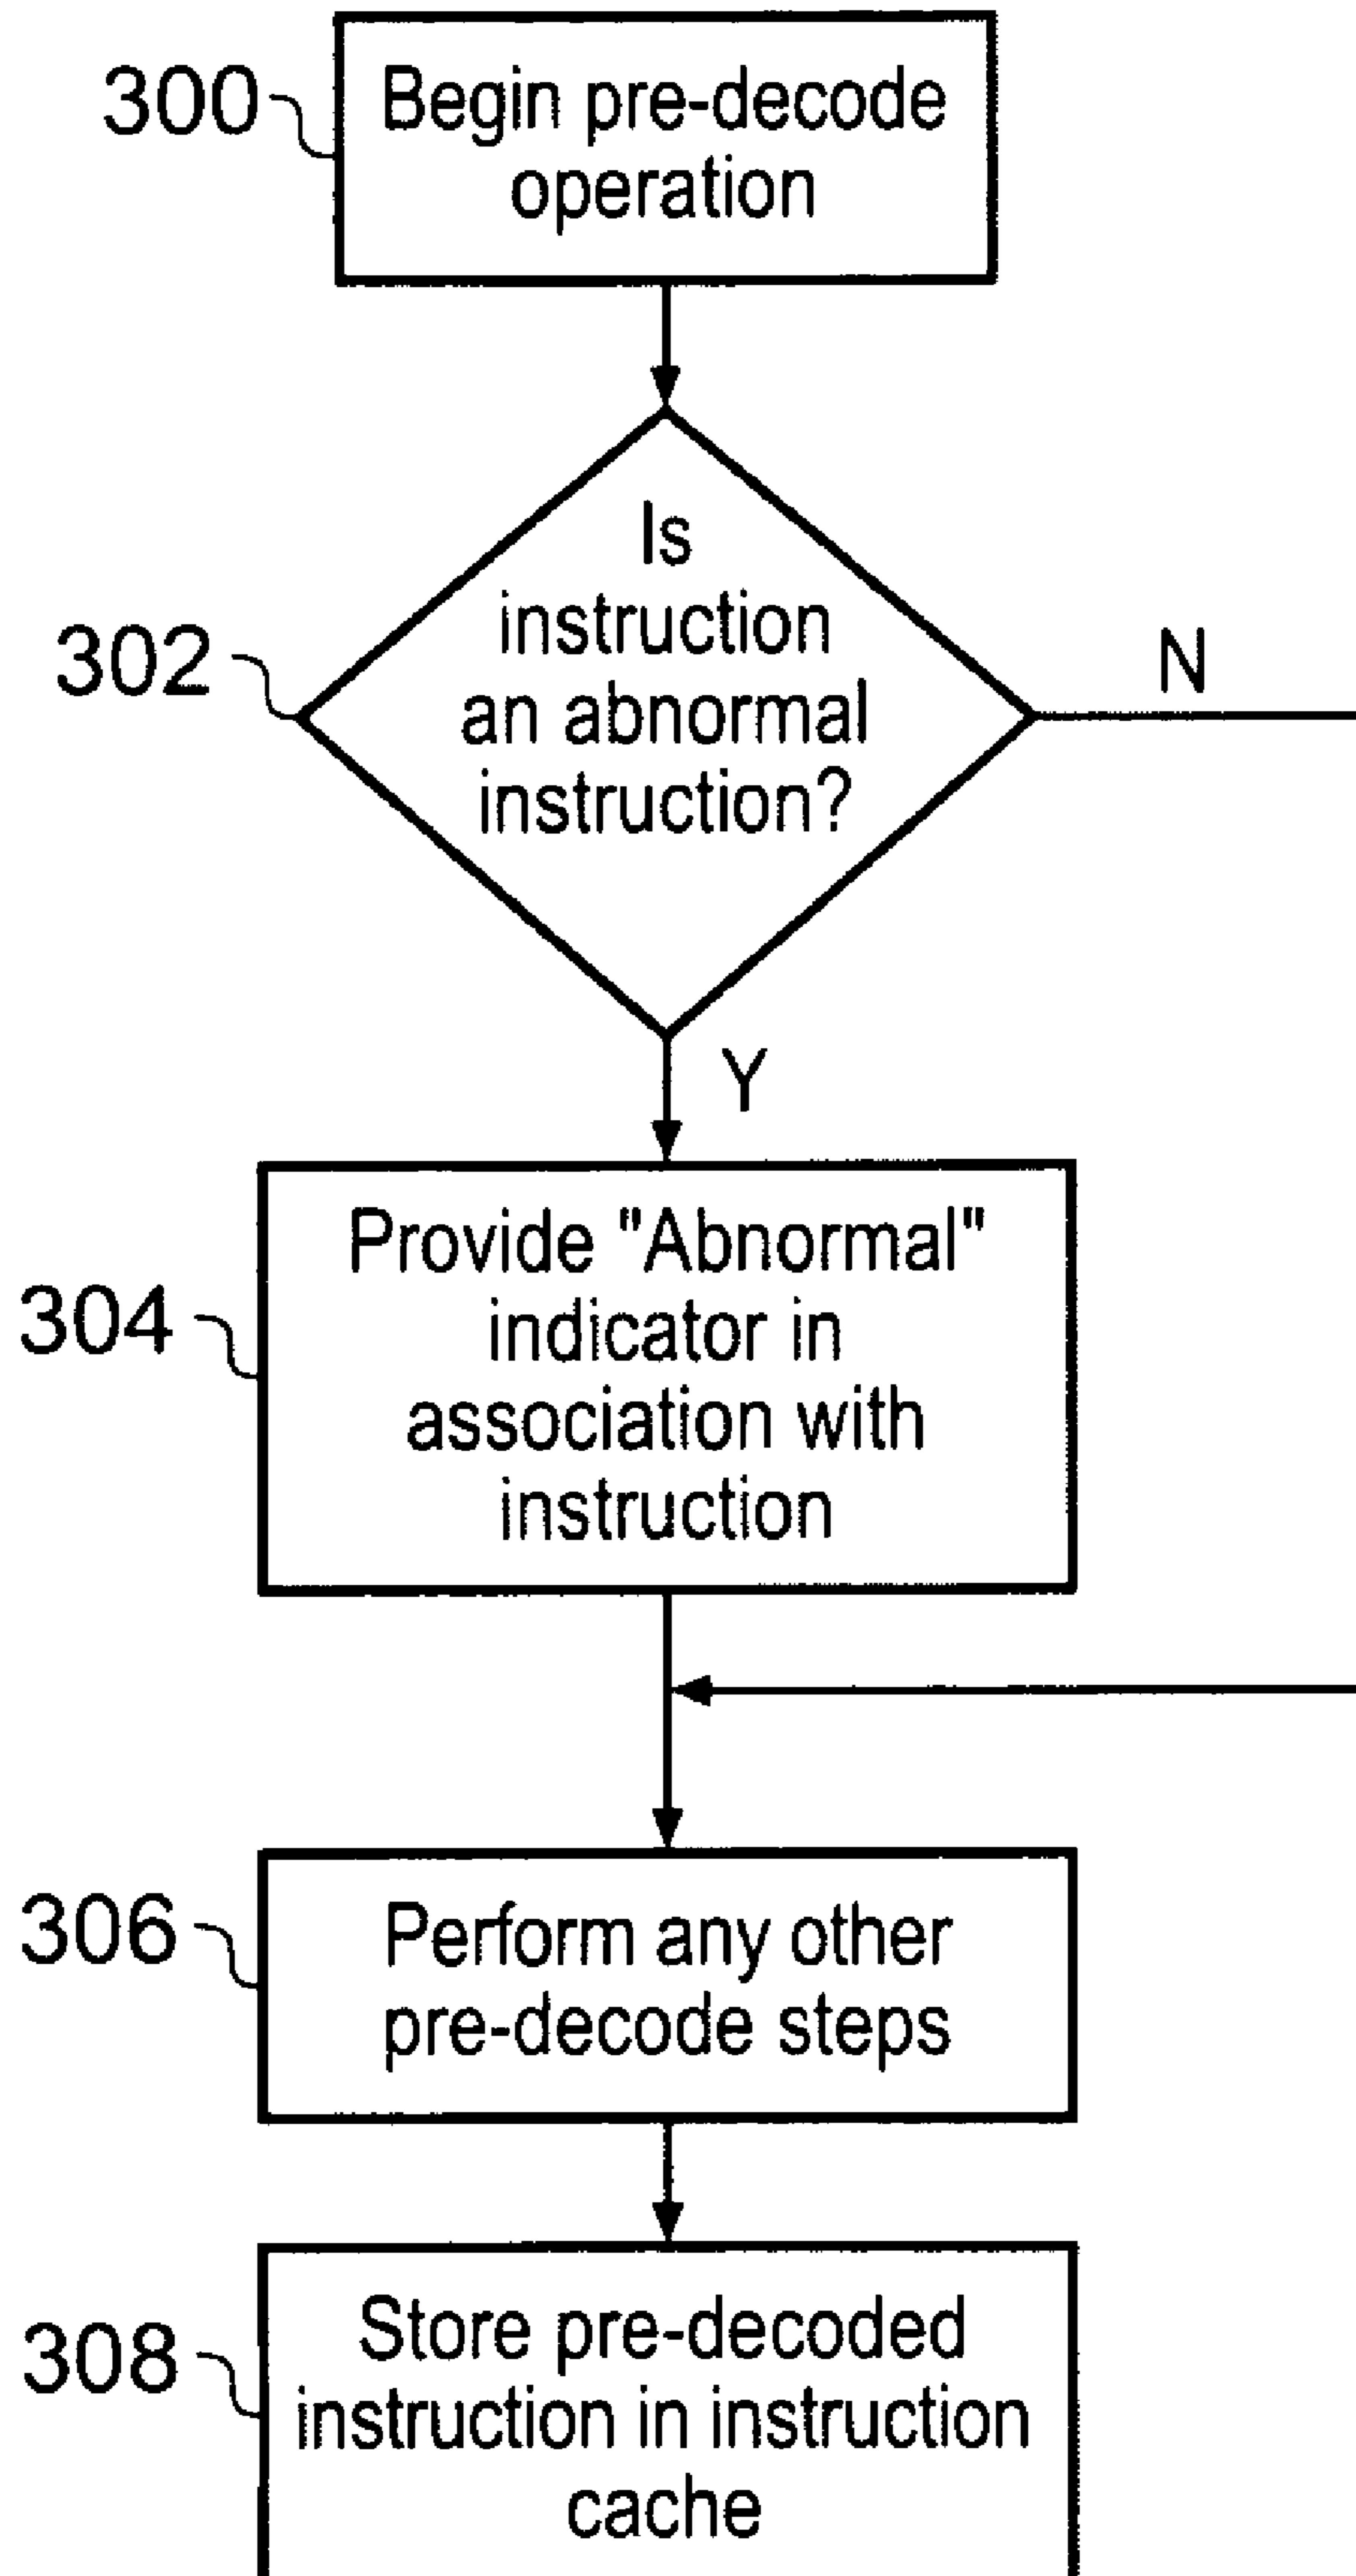 300
Begin pre-decode
operation
302
Is
instruction
an abnormal
instruction?
N
Y
304
Provide "Abnormal"
indicator in
association with
instruction
306
Perform any other
pre-decode steps
308
Store pre-decoded
instruction in instruction
cache